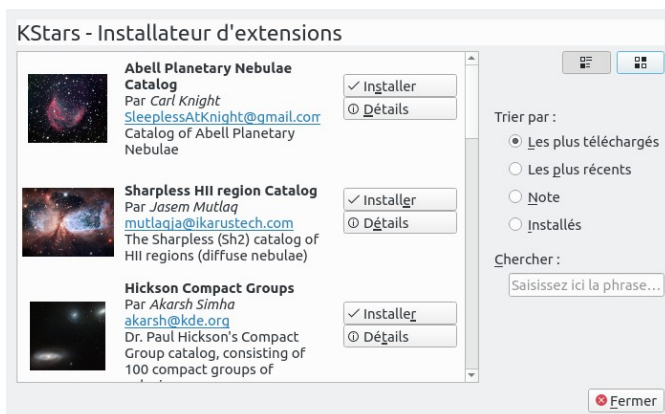 KStars - Installateur d'extensions
Abell Planetary Nebulae
Catalog
Par Carl Knight
SleeplessAtKnight@gmail.com
Catalog of Abell Planetary
Nebulae
Installer
Détails
Sharpless HII region Catalog
Par Jasem Mutlaq
mutlaqja@ikarustech.com
The Sharpless (Sh2) catalog of
HII regions (diffuse nebulae)
Installer
Détails
Hickson Compact Groups
Par Akarsh Simha
akarsh@kde.org
Dr. Paul Hickson's Compact
Group catalog, consisting of
100 compact groups of
Installer
Détails
Trier par :
Les plus téléchargés
Les plus récents
Note
Installés
Chercher :
Saisissez ici la phrase...
Fermer